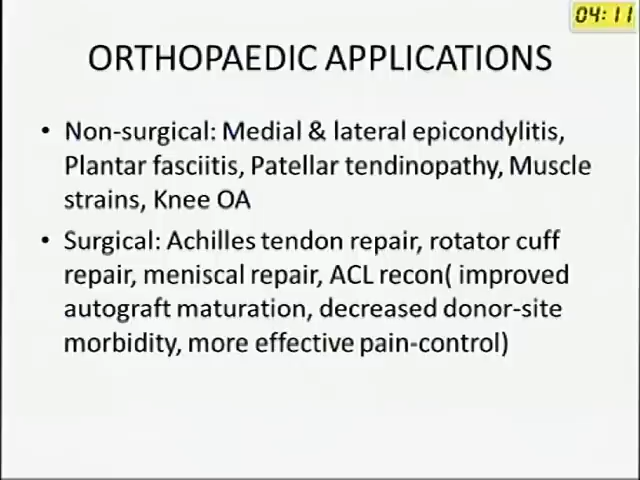 04:11
ORTHOPAEDIC APPLICATIONS
• Non-surgical: Medial & lateral epicondylitis,
Plantar fasciitis, Patellar tendinopathy, Muscle
strains, Knee OA
• Surgical: Achilles tendon repair, rotator cuff
repair, meniscal repair, ACL recon( improved
autograft maturation, decreased donor-site
morbidity, more effective pain-control)